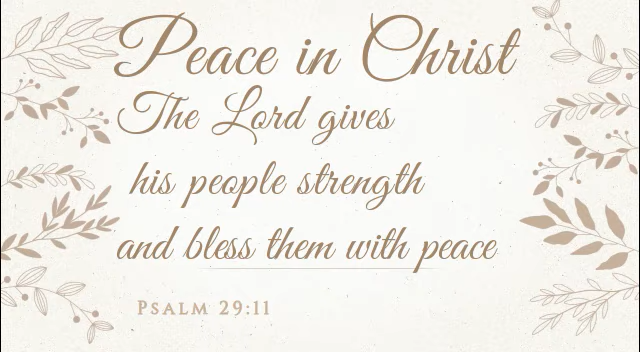 Peace in Christ
The Lord gives
his people strength
and bless them with peace
PSALM 29:11